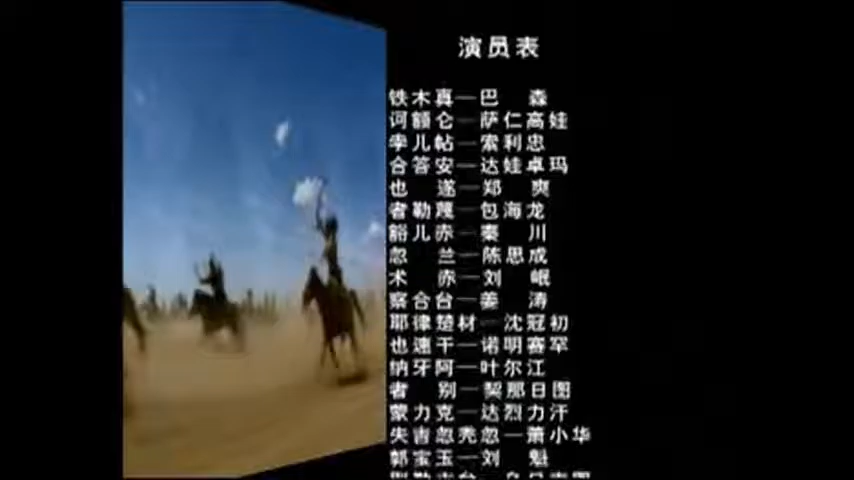 演员表
铁木真—巴 森
诃额仑—萨仁高娃
孛儿帖—索利忠
合答安—达娃卓玛
也 遂—郑 爽
者勒蔑—包海龙
豁儿赤—秦 川
忽 兰—陈思成
术 赤—刘 岷
察合台—姜 涛
耶律楚材—沈冠初
也速干—诺明赛罕
纳牙阿—叶尔江
者 别—契那日图
蒙力克—达烈力汗
失吉忽秃忽—萧小华
郭宝玉—刘 魁